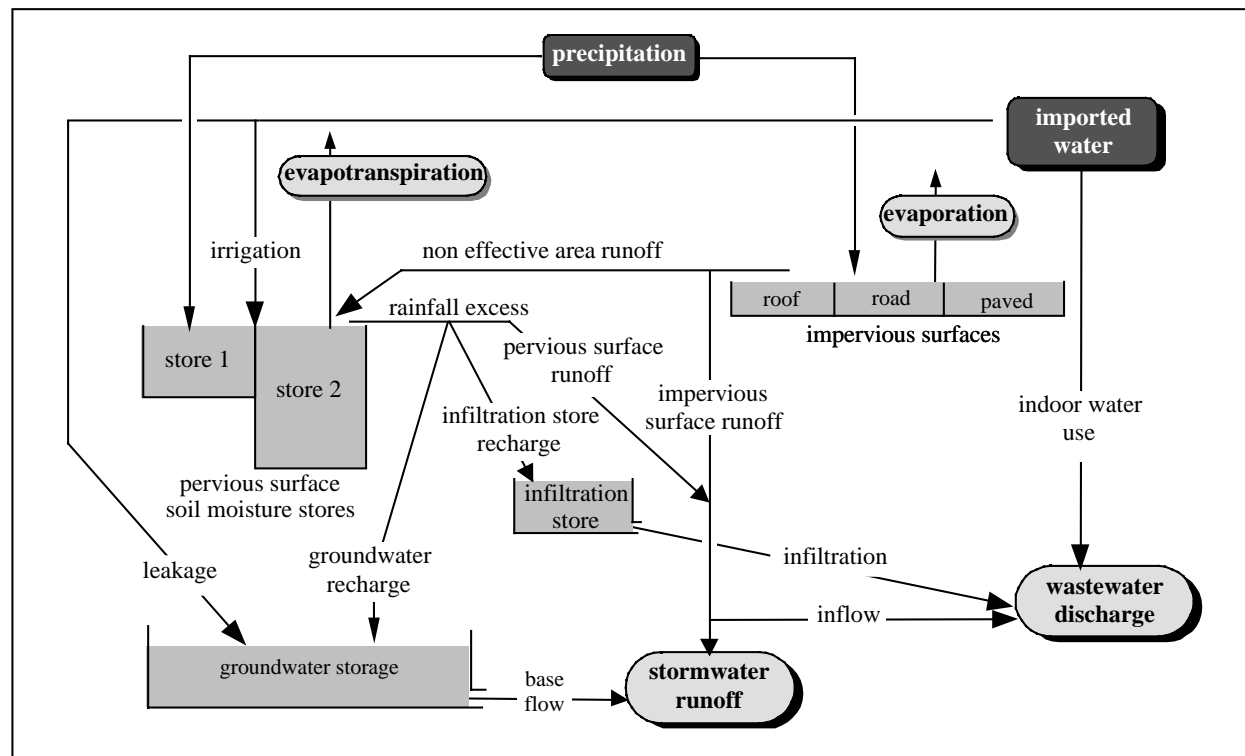 precipitation
imported
water
evapotranspiration
evaporation
irrigation
non effective area runoff
roof
road
paved
impervious surfaces
rainfall excess
store 1
store 2
pervious surface
runoff
impervious
surface runoff
indoor water
use
infiltration store
recharge
pervious surface
soil moisture stores
infiltration
store
groundwater
recharge
leakage
infiltration
wastewater
discharge
inflow
groundwater storage
base
flow
stormwater
runoff